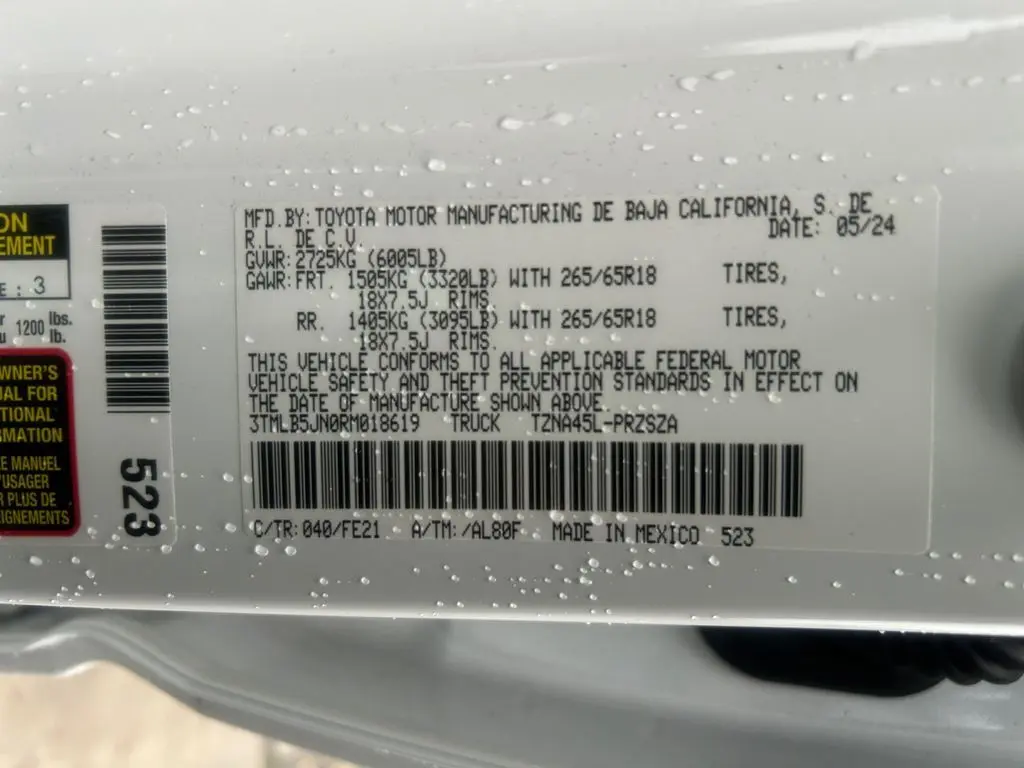 ON
EMENT
E : 3
r 1200 lbs.
u lb.
WNER'S
UAL FOR
TIONAL
RMATION
E MANUEL
'USAGER
R PLUS DE
EIGNEMENTS
523
MFD.BY:TOYOTA MOTOR MANUFACTURING DE BAJA CALIFORNIA, S. DE
R.L. DE C.V. DATE: 05/24
GVWR:2725KG (6005LB)
GAWR:FRT. 1505KG (3320LB) WITH 265/65R18 TIRES,
18X7.5J RIMS.
RR. 1405KG (3095LB) WITH 265/65R18 TIRES,
18X7.5J RIMS.
THIS VEHICLE CONFORMS TO ALL APPLICABLE FEDERAL MOTOR
VEHICLE SAFETY AND THEFT PREVENTION STANDARDS IN EFFECT ON
THE DATE OF MANUFACTURE SHOWN ABOVE.
3TMLB5JN0RM018619 TRUCK TZNA45L-PRZSZA
C/TR:040/FE21 A/TM:/AL80F MADE IN MEXICO 523